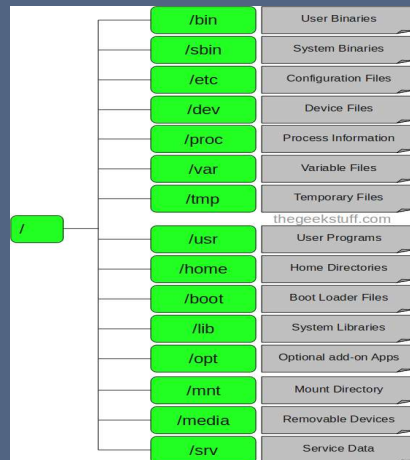 /bin User Binaries
/sbin System Binaries
/etc Configuration Files
/dev Device Files
/proc Process Information
/var Variable Files
/tmp Temporary Files
thegeekstuff.com
/
/usr User Programs
/home Home Directories
/boot Boot Loader Files
/lib System Libraries
/opt Optional add-on Apps
/mnt Mount Directory
/media Removable Devices
/srv Service Data